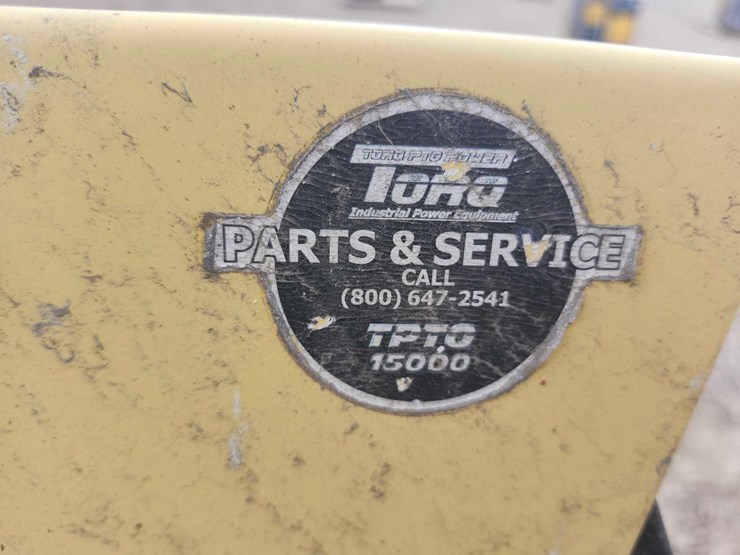 TORQ PTO POWER
TORQ
Industrial Power Equipment
PARTS & SERVICE
CALL
(800) 647-2541
TPTO
15000